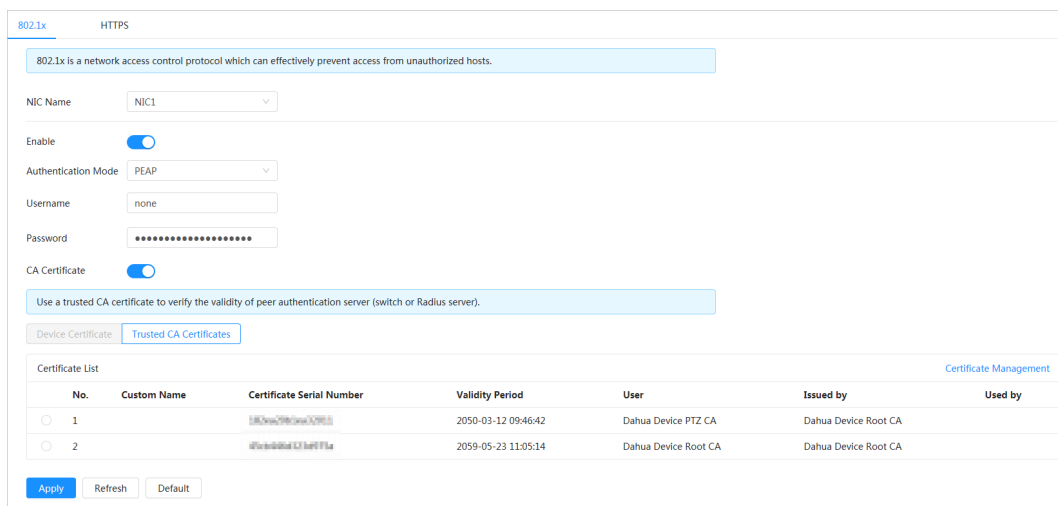 802.1x HTTPS
802.1x is a network access control protocol which can effectively prevent access from unauthorized hosts.
NIC Name NIC1
Enable
Authentication Mode PEAP
Username none
Password ••••••••••••••••••••
CA Certificate
Use a trusted CA certificate to verify the validity of peer authentication server (switch or Radius server).
Device Certificate Trusted CA Certificates
Certificate List Certificate Management
No. Custom Name Certificate Serial Number Validity Period User Issued by Used by
1 2050-03-12 09:46:42 Dahua Device PTZ CA Dahua Device Root CA
2 2059-05-23 11:05:14 Dahua Device Root CA Dahua Device Root CA
Apply Refresh Default